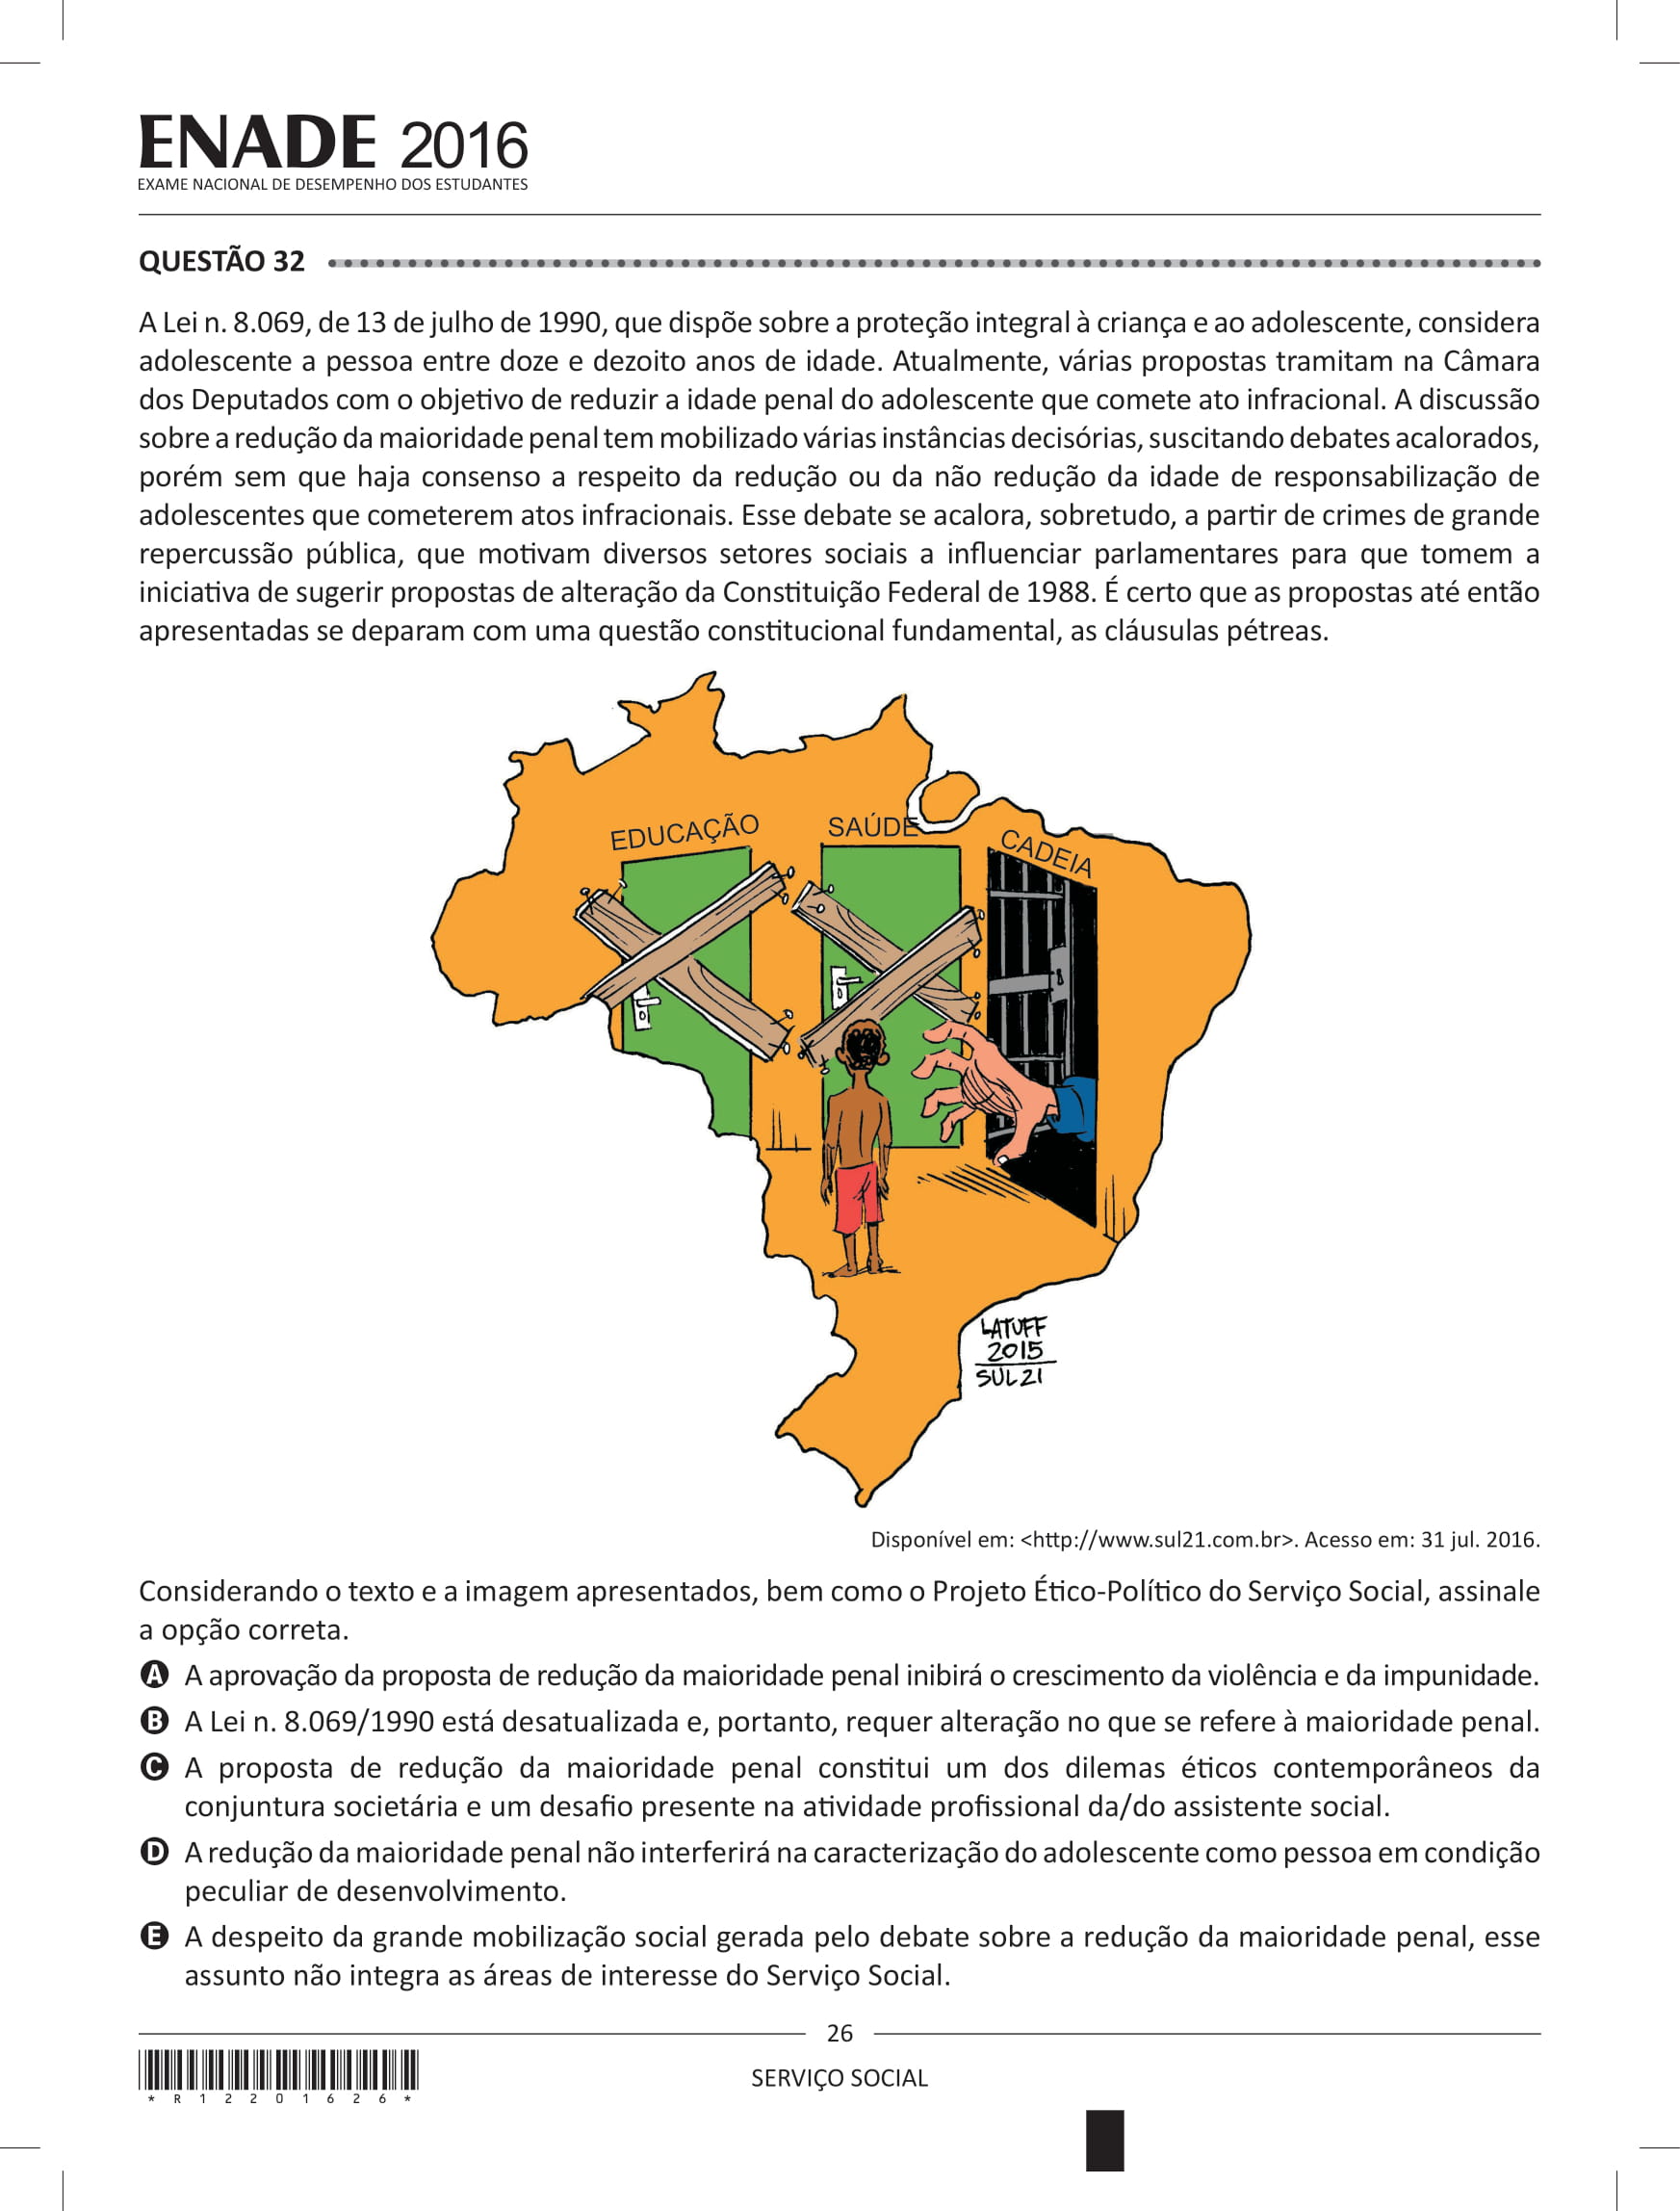 ENADE 2016
EXAME NACIONAL DE DESEMPENHO DOS ESTUDANTES
QUESTÃO 32
A Lei n. 8.069, de 13 de julho de 1990, que dispõe sobre a proteção integral à criança e ao adolescente, considera
adolescente a pessoa entre doze e dezoito anos de idade. Atualmente, várias propostas tramitam na Câmara
dos Deputados com o objetivo de reduzir a idade penal do adolescente que comete ato infracional. A discussão
sobre a redução da maioridade penal tem mobilizado várias instâncias decisórias, suscitando debates acalorados,
porém sem que haja consenso a respeito da redução ou da não redução da idade de responsabilização de
adolescentes que cometerem atos infracionais. Esse debate se acalora, sobretudo, a partir de crimes de grande
repercussão pública, que motivam diversos setores sociais a influenciar parlamentares para que tomem a
iniciativa de sugerir propostas de alteração da Constituição Federal de 1988. É certo que as propostas até então
apresentadas se deparam com uma questão constitucional fundamental, as cláusulas pétreas.
EDUCAÇÃO
SAÚDE
CADEIA
LATUFF
2015
SUL21
Disponível em: <http://www.sul21.com.br>. Acesso em: 31 jul. 2016.
Considerando o texto e a imagem apresentados, bem como o Projeto Ético-Político do Serviço Social, assinale
a opção correta.
A A aprovação da proposta de redução da maioridade penal inibirá o crescimento da violência e da impunidade.
B A Lei n. 8.069/1990 está desatualizada e, portanto, requer alteração no que se refere à maioridade penal.
C A proposta de redução da maioridade penal constitui um dos dilemas éticos contemporâneos da
conjuntura societária e um desafio presente na atividade profissional da/do assistente social.
D A redução da maioridade penal não interferirá na caracterização do adolescente como pessoa em condição
peculiar de desenvolvimento.
E A despeito da grande mobilização social gerada pelo debate sobre a redução da maioridade penal, esse
assunto não integra as áreas de interesse do Serviço Social.
26
SERVIÇO SOCIAL
* R 1 2 2 0 1 6 2 6 *